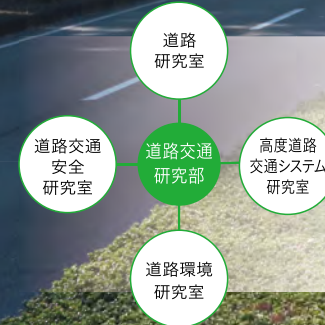 道路
研究室
道路交通
安全
研究室
道路交通
研究部
高度道路
交通システム
研究室
道路環境
研究室